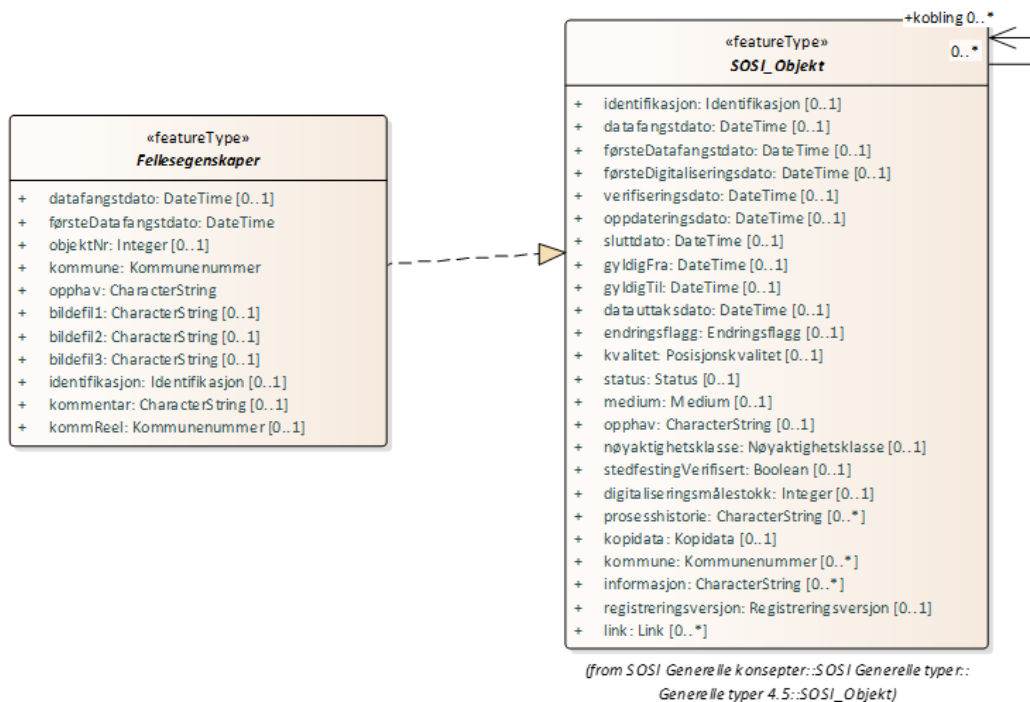 «featureType»
Fellesegenskaper
+ datafangstdato: DateTime [0..1]
+ førsteDatafangstdato: DateTime
+ objektNr: Integer [0..1]
+ kommune: Kommunenummer
+ opphav: CharacterString
+ bildefil1: CharacterString [0..1]
+ bildefil2: CharacterString [0..1]
+ bildefil3: CharacterString [0..1]
+ identifikasjon: Identifikasjon [0..1]
+ kommentar: CharacterString [0..1]
+ kommReel: Kommunenummer [0..1]
+kobling 0..*
0..*
«featureType»
SOSI_Objekt
+ identifikasjon: Identifikasjon [0..1]
+ datafangstdato: DateTime [0..1]
+ førsteDatafangstdato: DateTime [0..1]
+ førsteDigitaliseringsdato: DateTime [0..1]
+ verifiseringsdato: DateTime [0..1]
+ oppdateringsdato: DateTime [0..1]
+ sluttdato: DateTime [0..1]
+ gyldigFra: DateTime [0..1]
+ gyldigTil: DateTime [0..1]
+ datauttaksdato: DateTime [0..1]
+ endringsflagg: Endringsflagg [0..1]
+ kvalitet: Posisjonskvalitet [0..1]
+ status: Status [0..1]
+ medium: Medium [0..1]
+ opphav: CharacterString [0..1]
+ nøyaktighetsklasse: Nøyaktighetsklasse [0..1]
+ stedfestingVerifisert: Boolean [0..1]
+ digitaliseringsmålestokk: Integer [0..1]
+ prosesshistorie: CharacterString [0..*]
+ kopidata: Kopidata [0..1]
+ kommune: Kommunenummer [0..*]
+ informasjon: CharacterString [0..*]
+ registreringsversjon: Registreringsversjon [0..1]
+ link: Link [0..*]
(from SOSI Generelle konsepter::SOSI Generelle typer::
Generelle typer 4.5::SOSI_Objekt)